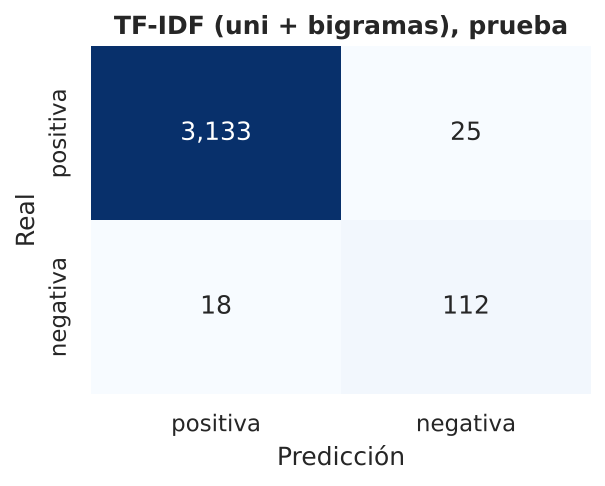 TF-IDF (uni + bigramas), prueba
Real
positiva
3,133
25
negativa
18
112
positiva
negativa
Predicción